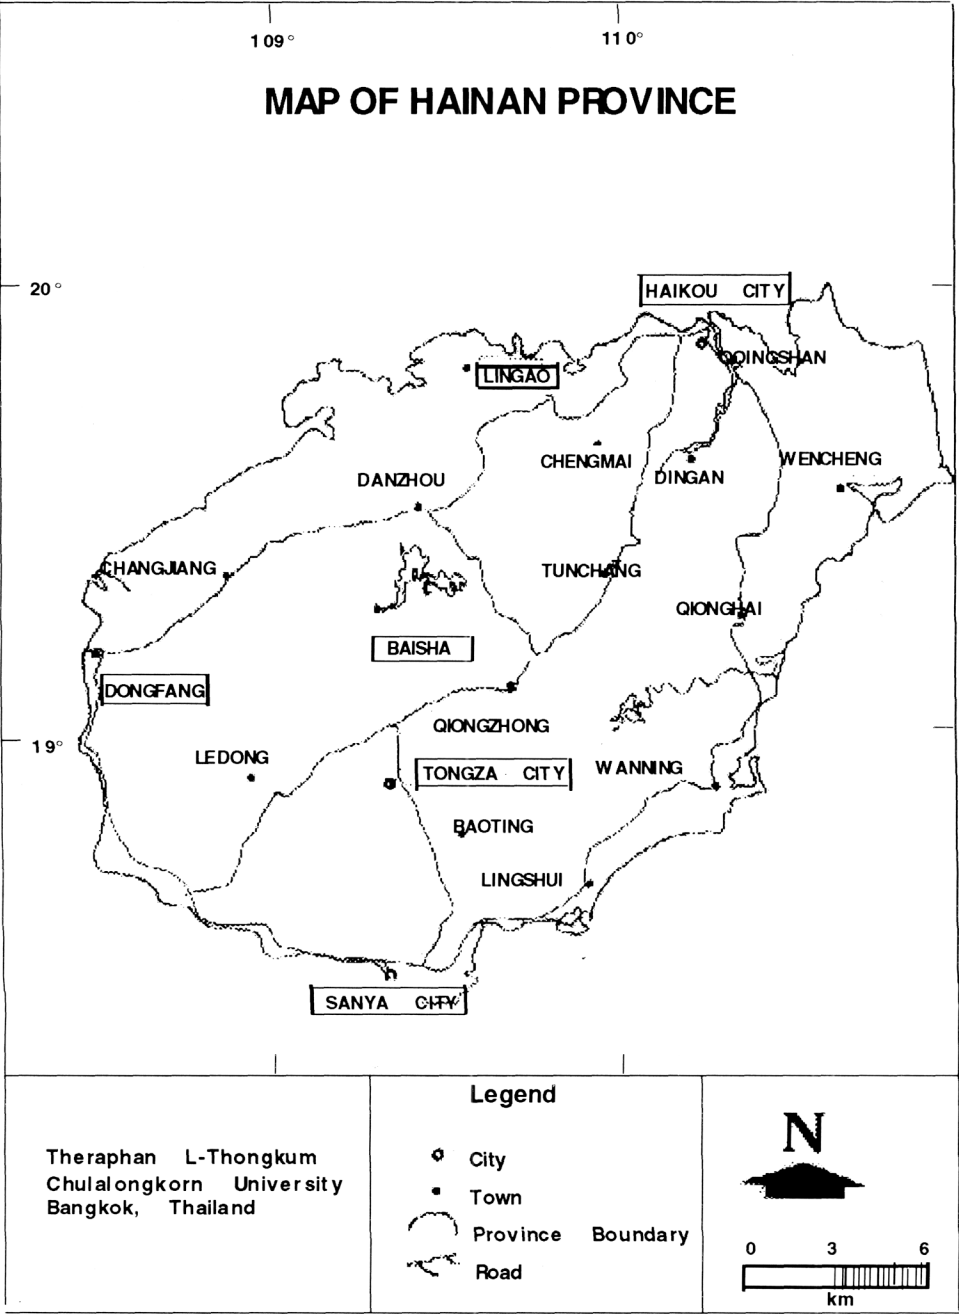 109° 110°
MAP OF HAINAN PROVINCE
20°
HAIKOU CITY
QOINGSHAN
LINGAO
CHENGMAI
WENCHENG
DANZHOU
DINGAN
CHANGJIANG
TUNCHANG
QIONGHAI
BAISHA
DONGFANG
QIONGZHONG
19°
LEDONG
TONGZA CITY
WANNING
BAOTING
LINGSHUI
SANYA CITY
Theraphan L-Thongkum
Chulalongkorn University
Bangkok, Thailand
Legend
City
Town
Province Boundary
Road
N
0 3 6
km